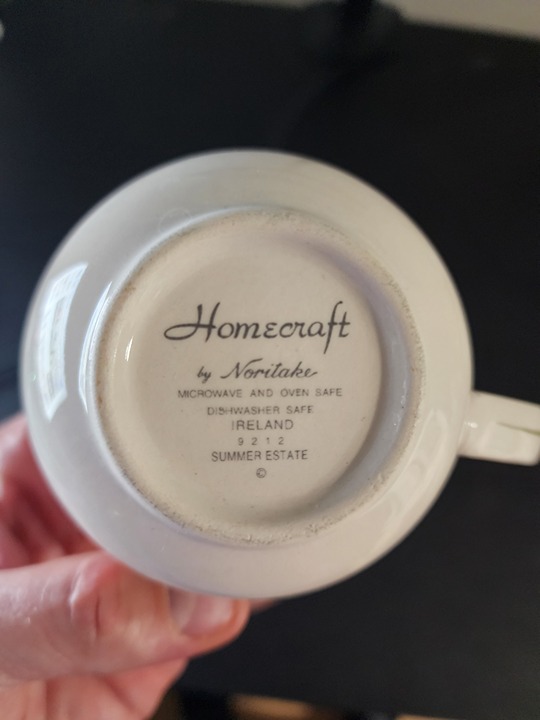 Homecraft
by Noritake
MICROWAVE AND OVEN SAFE
DISHWASHER SAFE
IRELAND
9212
SUMMER ESTATE
©